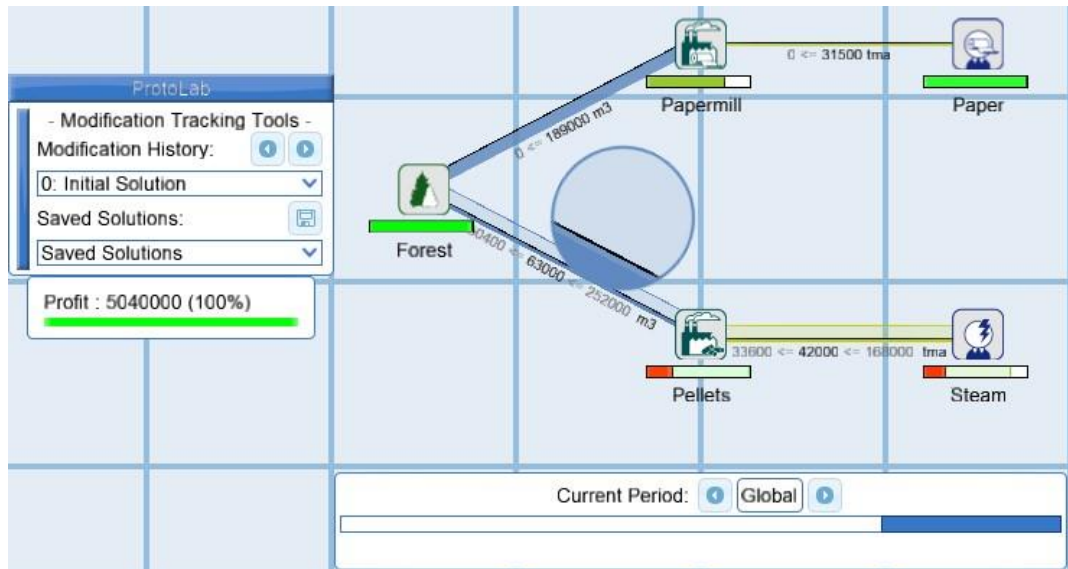 ProtoLab
- Modification Tracking Tools -
Modification History:
0: Initial Solution
Saved Solutions:
Saved Solutions
Profit : 5040000 (100%)
0 <= 31500 tma
Papermill
Paper
0 <= 189000 m3
Forest
50400 <= 63000 <= 252000 m3
33600 <= 42000 <= 168000 tma
Pellets
Steam
Current Period:
Global